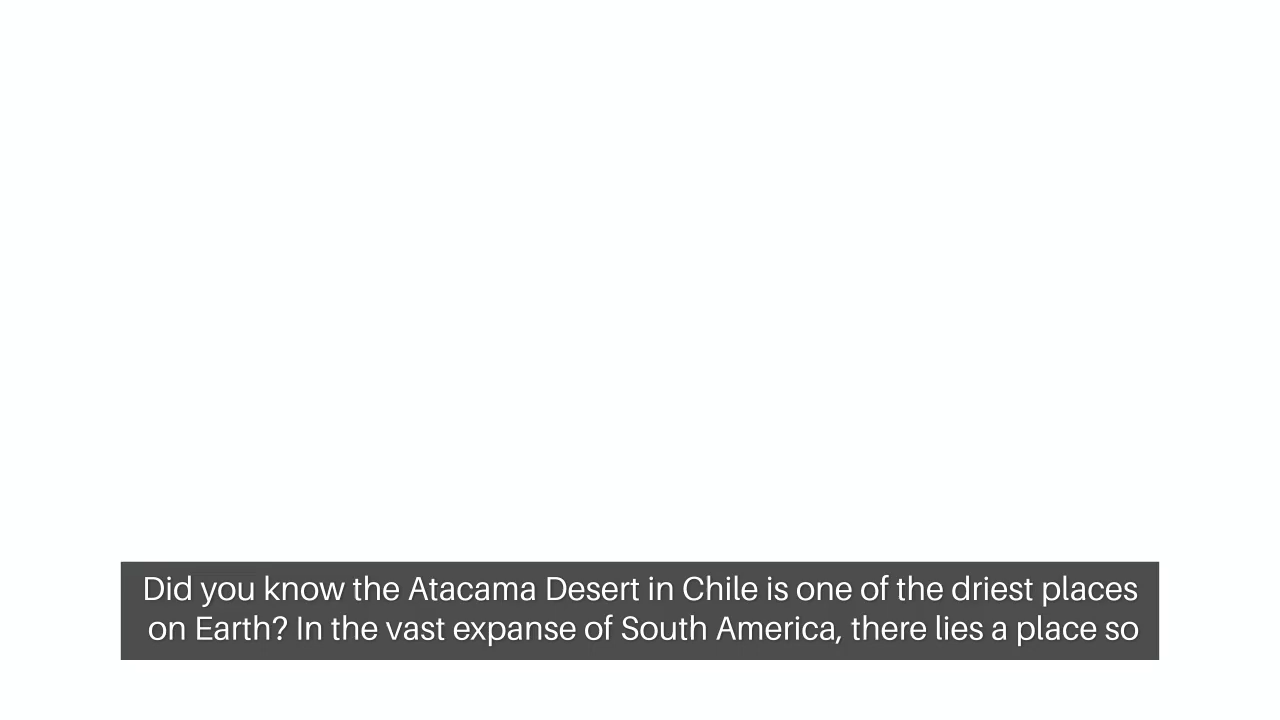 Did you know the Atacama Desert in Chile is one of the driest places
on Earth? In the vast expanse of South America, there lies a place so